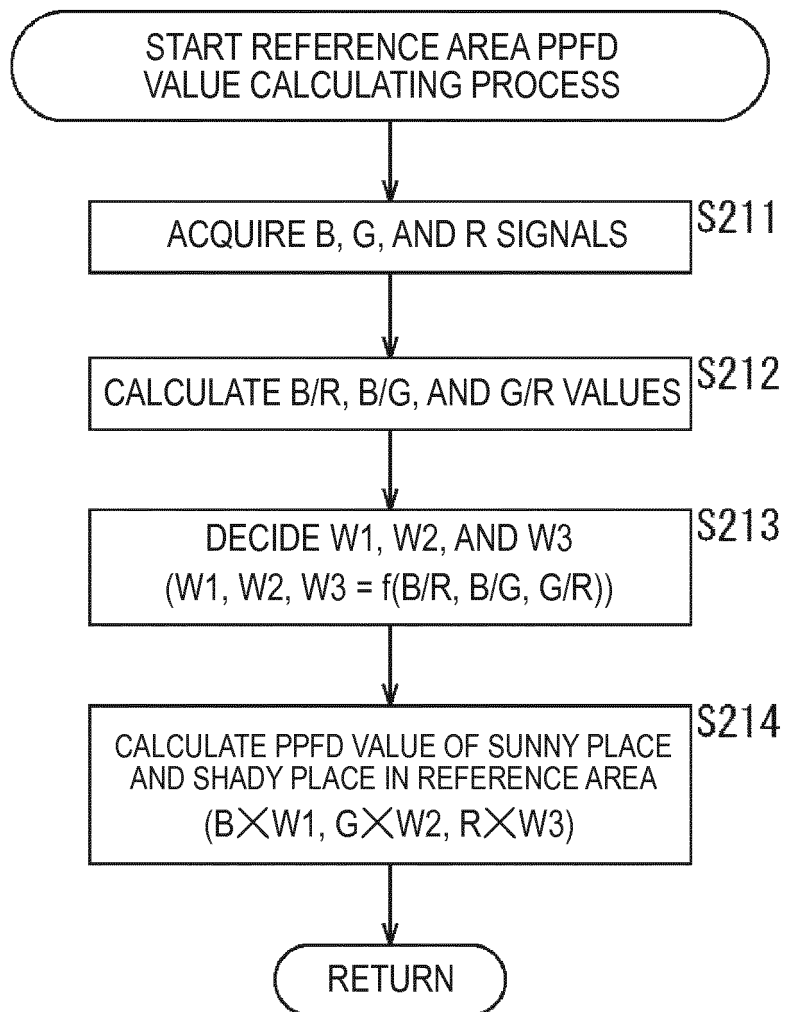 START REFERENCE AREA PPFD
VALUE CALCULATING PROCESS
ACQUIRE B, G, AND R SIGNALS
S211
CALCULATE B/R, B/G, AND G/R VALUES
S212
DECIDE W1, W2, AND W3
(W1, W2, W3 = f(B/R, B/G, G/R))
S213
CALCULATE PPFD VALUE OF SUNNY PLACE
AND SHADY PLACE IN REFERENCE AREA
(B×W1, G×W2, R×W3)
S214
RETURN